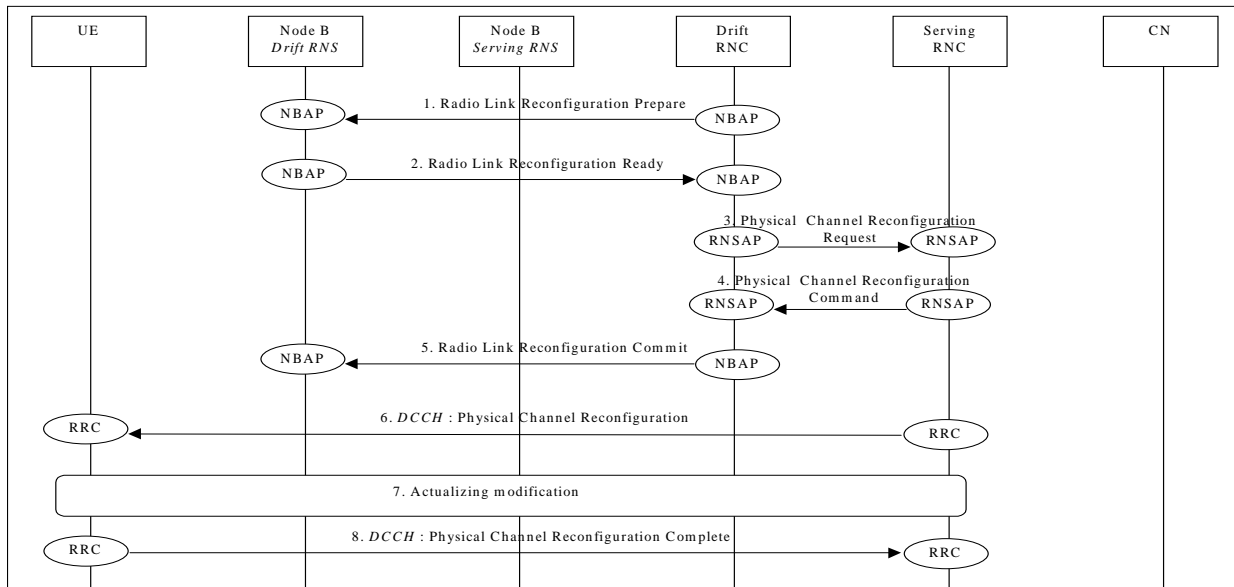 UE
Node B
Drift RNS
Node B
Serving RNS
Drift
RNC
Serving
RNC
CN
1. Radio Link Reconfiguration Prepare
NBAP
NBAP
2. Radio Link Reconfiguration Ready
NBAP
NBAP
3. Physical Channel Reconfiguration
Request
RNSAP
RNSAP
4. Physical Channel Reconfiguration
Command
RNSAP
RNSAP
5. Radio Link Reconfiguration Commit
NBAP
NBAP
6. DCCH : Physical Channel Reconfiguration
RRC
RRC
7. Actualizing modification
8. DCCH : Physical Channel Reconfiguration Complete
RRC
RRC